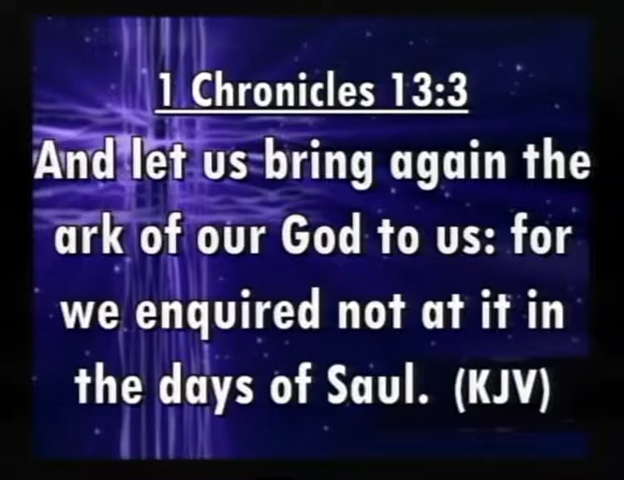 1 Chronicles 13:3
And let us bring again the
ark of our God to us: for
we enquired not at it in
the days of Saul. (KJV)